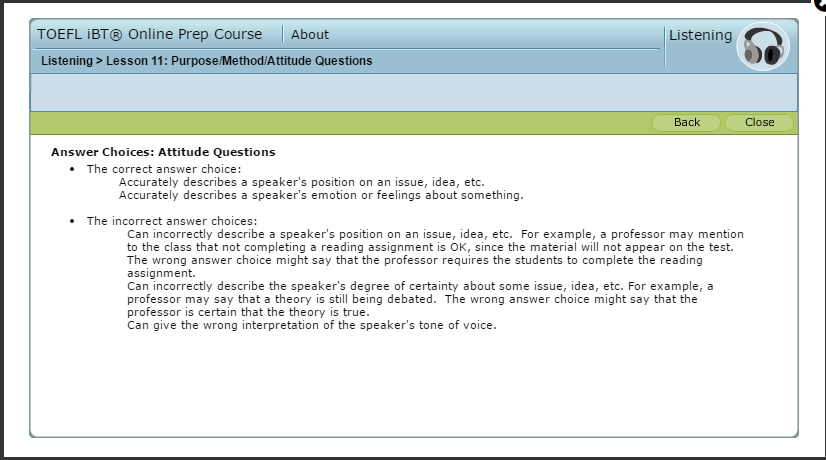 TOEFL iBT® Online Prep Course
About
Listening
Listening > Lesson 11: Purpose/Method/Attitude Questions
Back
Close
Answer Choices: Attitude Questions
• The correct answer choice:
Accurately describes a speaker's position on an issue, idea, etc.
Accurately describes a speaker's emotion or feelings about something.
• The incorrect answer choices:
Can incorrectly describe a speaker's position on an issue, idea, etc.  For example, a professor may mention
to the class that not completing a reading assignment is OK, since the material will not appear on the test.
The wrong answer choice might say that the professor requires the students to complete the reading
assignment.
Can incorrectly describe the speaker's degree of certainty about some issue, idea, etc. For example, a
professor may say that a theory is still being debated.  The wrong answer choice might say that the
professor is certain that the theory is true.
Can give the wrong interpretation of the speaker's tone of voice.